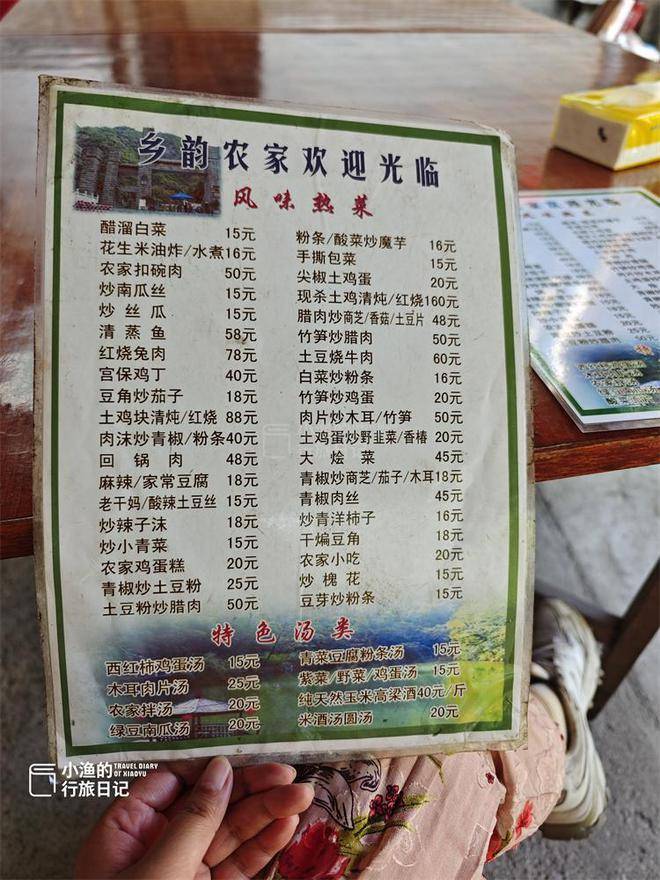 乡韵农家欢迎光临
风味热菜
醋溜白菜 15元
花生米油炸/水煮16元
农家扣碗肉 50元
炒南瓜丝 15元
炒丝瓜 15元
清蒸鱼 58元
红烧兔肉 78元
宫保鸡丁 40元
豆角炒茄子 18元
土鸡块清炖/红烧 88元
肉沫炒青椒/粉条40元
回锅肉 48元
麻辣/家常豆腐 18元
老干妈/酸辣土豆丝 15元
炒辣子沫 18元
炒小青菜 15元
农家鸡蛋糕 20元
青椒炒土豆粉 25元
土豆粉炒腊肉 50元
粉条/酸菜炒魔芋 16元
手撕包菜 15元
尖椒土鸡蛋 20元
现杀土鸡清炖/红烧160元
腊肉炒商芝/香菇/土豆片 48元
竹笋炒腊肉 50元
土豆烧牛肉 60元
白菜炒粉条 16元
竹笋炒鸡蛋 20元
肉片炒木耳/竹笋 50元
土鸡蛋炒野韭菜/香椿 20元
大烩菜 45元
青椒炒商芝/茄子/木耳18元
青椒肉丝 45元
炒青洋柿子 16元
干煸豆角 18元
农家小吃 20元
炒槐花 15元
豆芽炒粉条 15元
特色汤类
西红柿鸡蛋汤 15元
木耳肉片汤 25元
农家拌汤 20元
绿豆南瓜汤 20元
青菜豆腐粉条汤 15元
紫菜/野菜/鸡蛋汤 15元
纯天然玉米高梁酒40元/斤
米酒汤圆汤 20元
小渔的
行旅日记
TRAVEL DIARY
OF XIAOYU